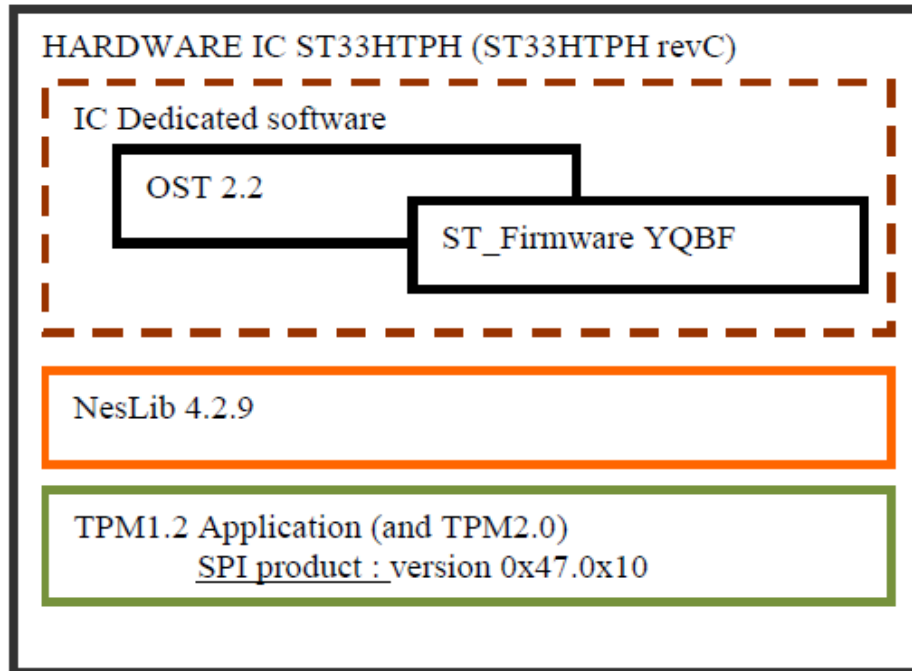 HARDWARE IC ST33HTPH (ST33HTPH revC)
IC Dedicated software
OST 2.2
ST_Firmware YQBF
NesLib 4.2.9
TPM1.2 Application (and TPM2.0)
SPI product : version 0x47.0x10